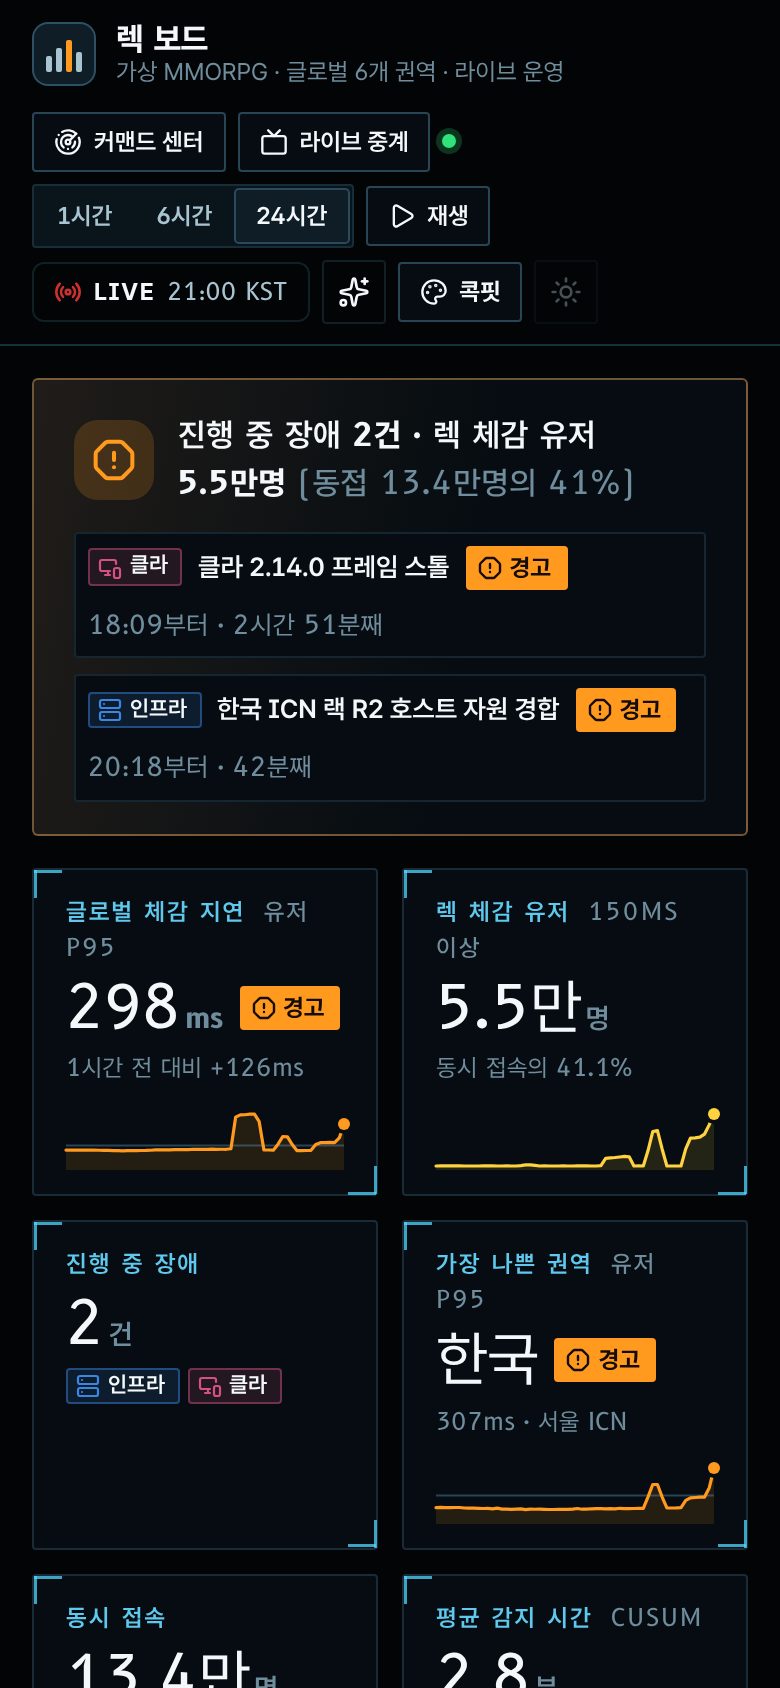 렉 보드
가상 MMORPG · 글로벌 6개 권역 · 라이브 운영
커맨드 센터 라이브 중계
1시간 6시간 24시간 재생
LIVE 21:00 KST 콕핏
진행 중 장애 2건 · 렉 체감 유저
5.5만명 (동접 13.4만명의 41%)
클라 클라 2.14.0 프레임 스톨 경고
18:09부터 · 2시간 51분째
인프라 한국 ICN 랙 R2 호스트 자원 경합 경고
20:18부터 · 42분째
글로벌 체감 지연 유저
P95
298 ms 경고
1시간 전 대비 +126ms
렉 체감 유저 150MS
이상
5.5만명
동시 접속의 41.1%
진행 중 장애
2 건
인프라 클라
가장 나쁜 권역 유저
P95
한국 경고
307ms · 서울 ICN
동시 접속
13.4만명
평균 감지 시간 CUSUM
2.8분